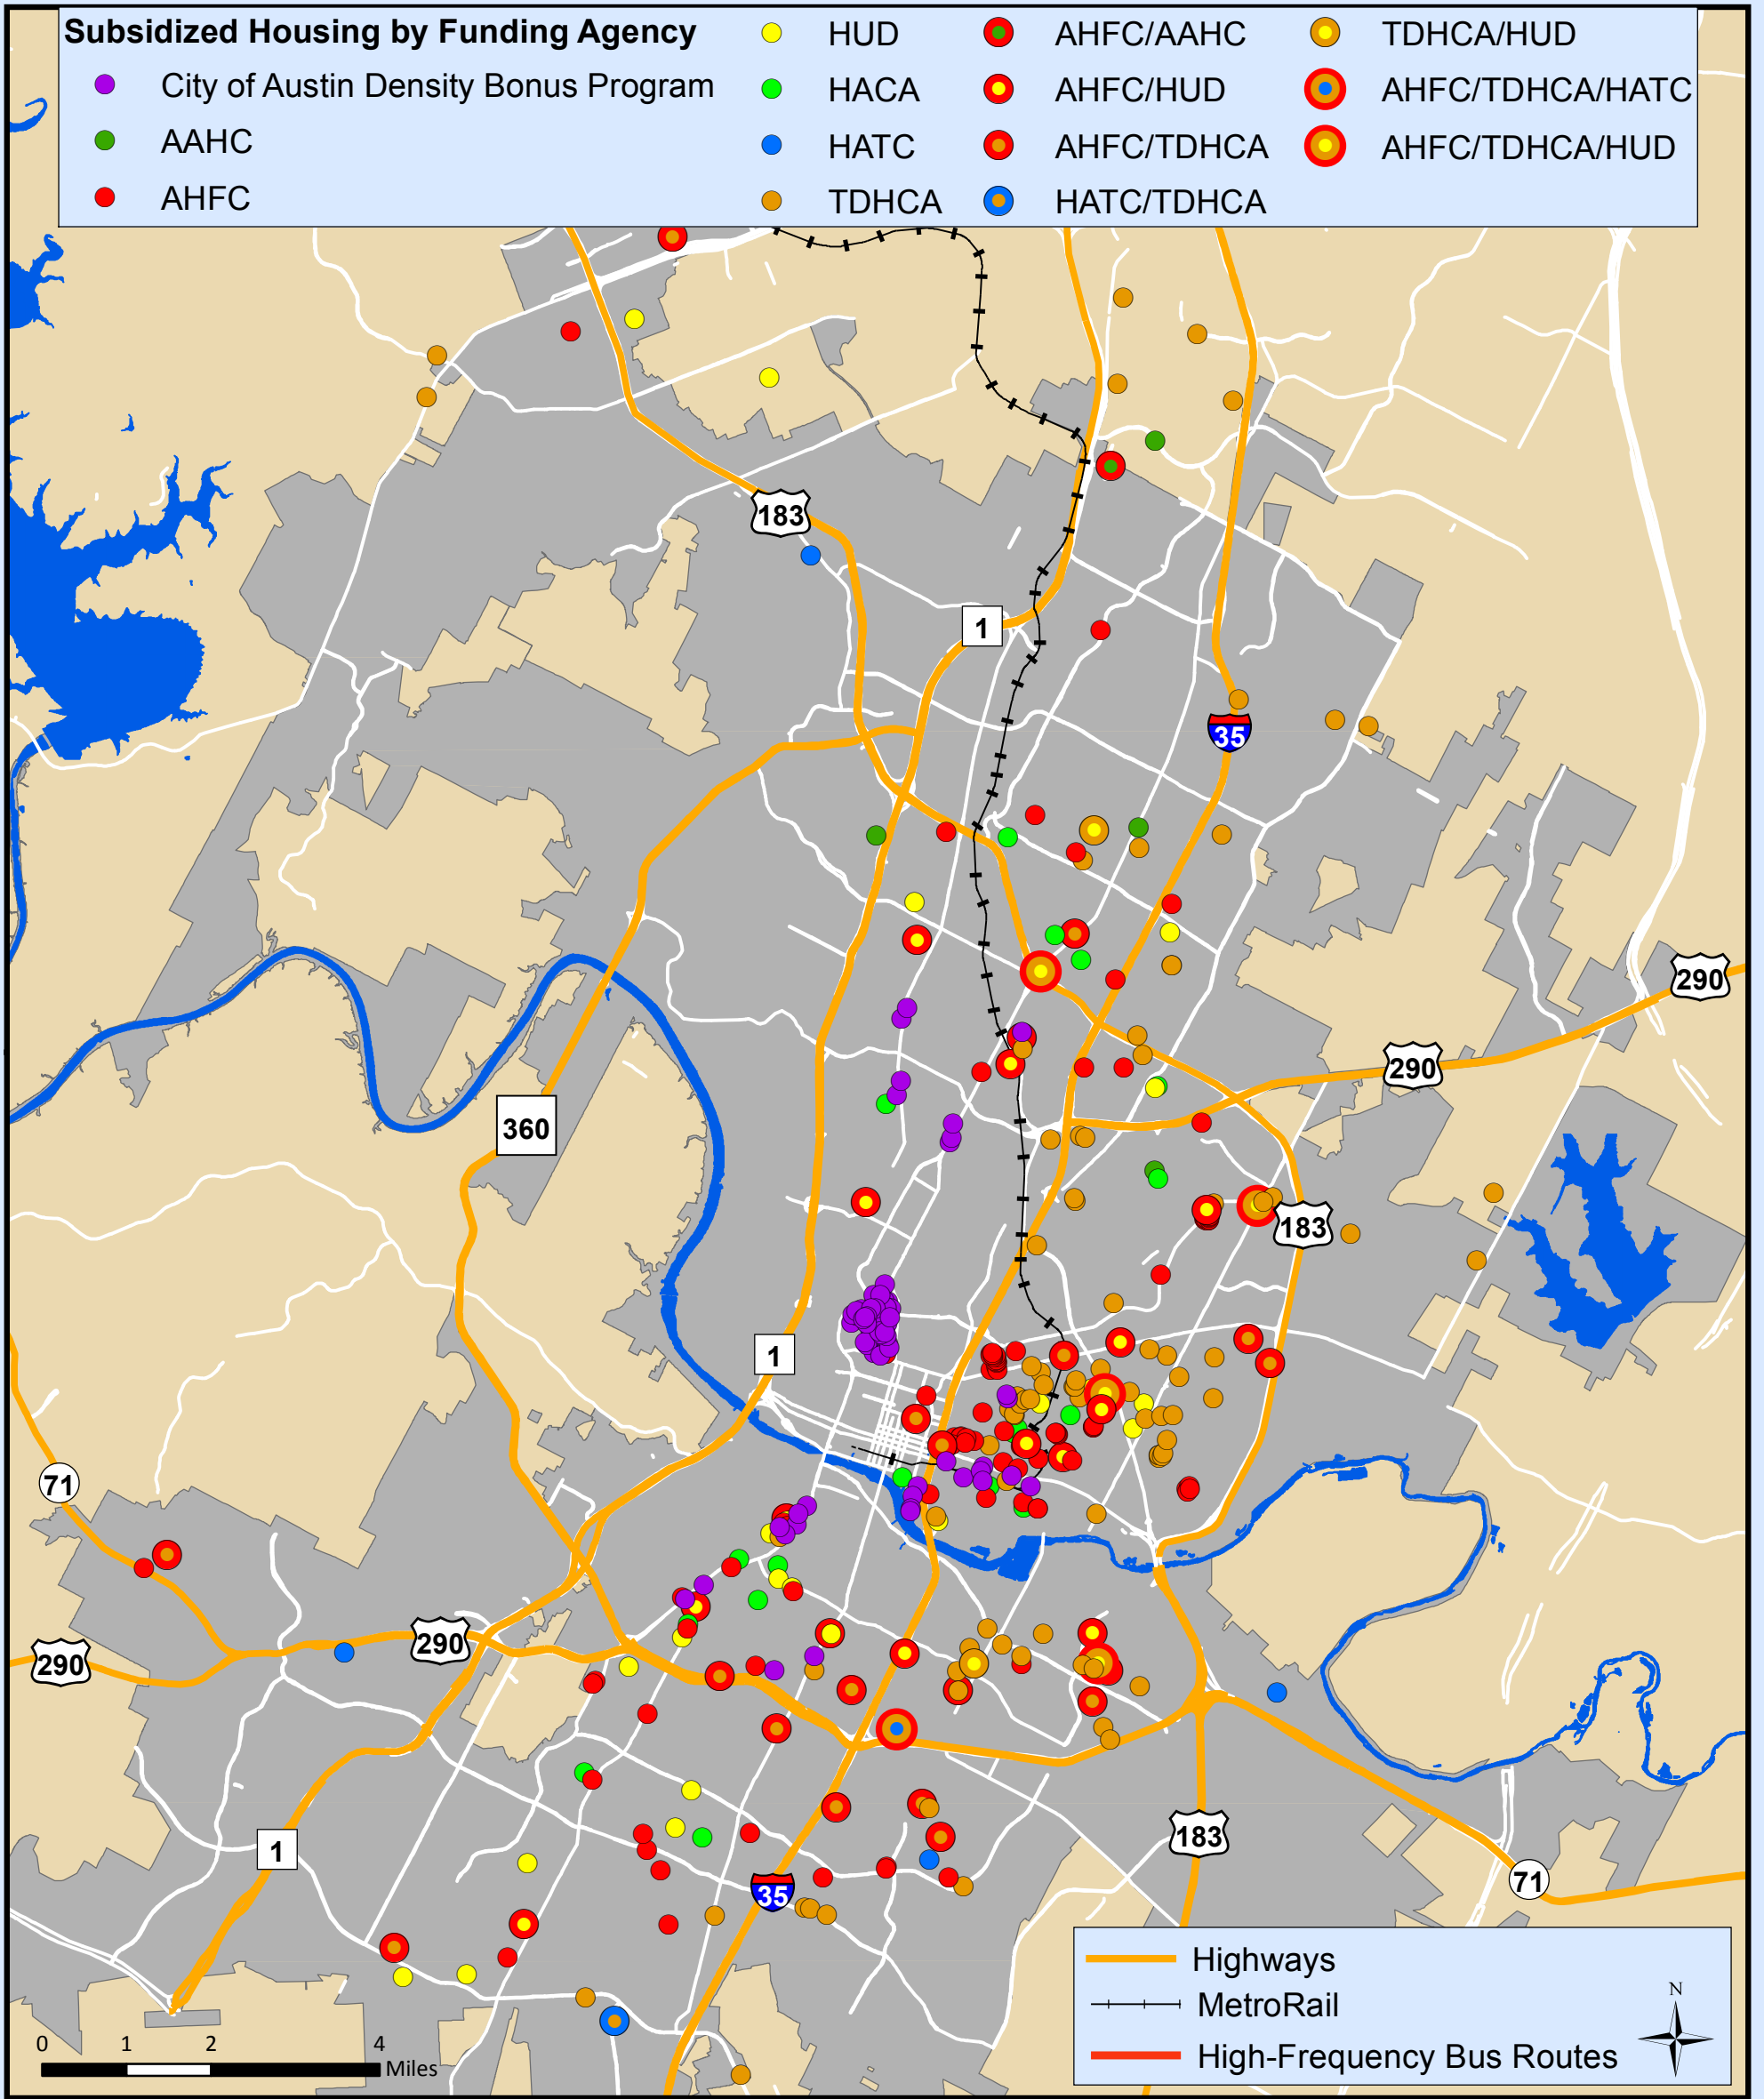 Subsidized Housing by Funding Agency
City of Austin Density Bonus Program
AAHC
AHFC
HUD
HACA
HATC
TDHCA
AHFC/AAHC
AHFC/HUD
AHFC/TDHCA
HATC/TDHCA
TDHCA/HUD
AHFC/TDHCA/HATC
AHFC/TDHCA/HUD
183
1
35
290
290
360
183
1
71
290
290
183
1
35
71
Highways
MetroRail
High-Frequency Bus Routes
N
0 1 2 4
Miles